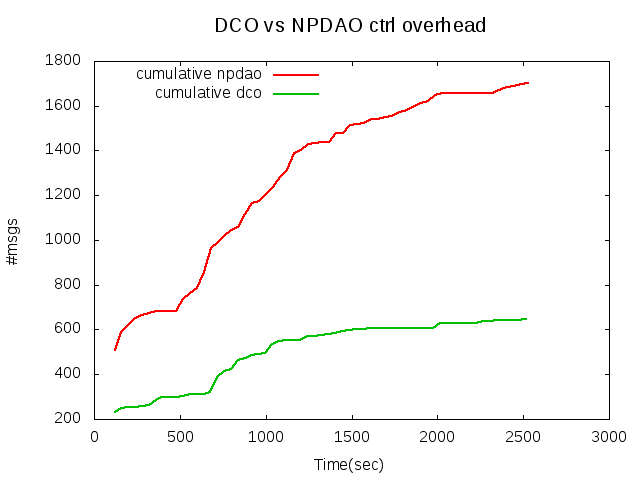 DCO vs NPDAO ctrl overhead
cumulative npdao
cumulative dco
1800
1600
1400
1200
1000
800
600
400
200
#msgs
0 500 1000 1500 2000 2500 3000
Time(sec)